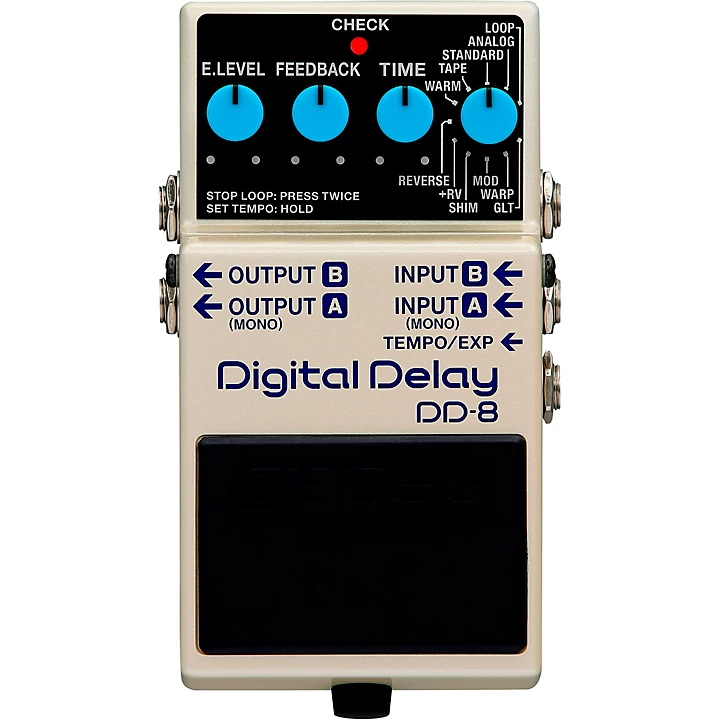 CHECK
E.LEVEL FEEDBACK TIME
LOOP
ANALOG
STANDARD
TAPE
WARM
REVERSE
+RV
SHIM
MOD
WARP
GLT
STOP LOOP: PRESS TWICE
SET TEMPO: HOLD
← OUTPUT B INPUT B ←
← OUTPUT A INPUT A ←
(MONO) (MONO)
TEMPO/EXP ←
Digital Delay
DD-8
BOSS